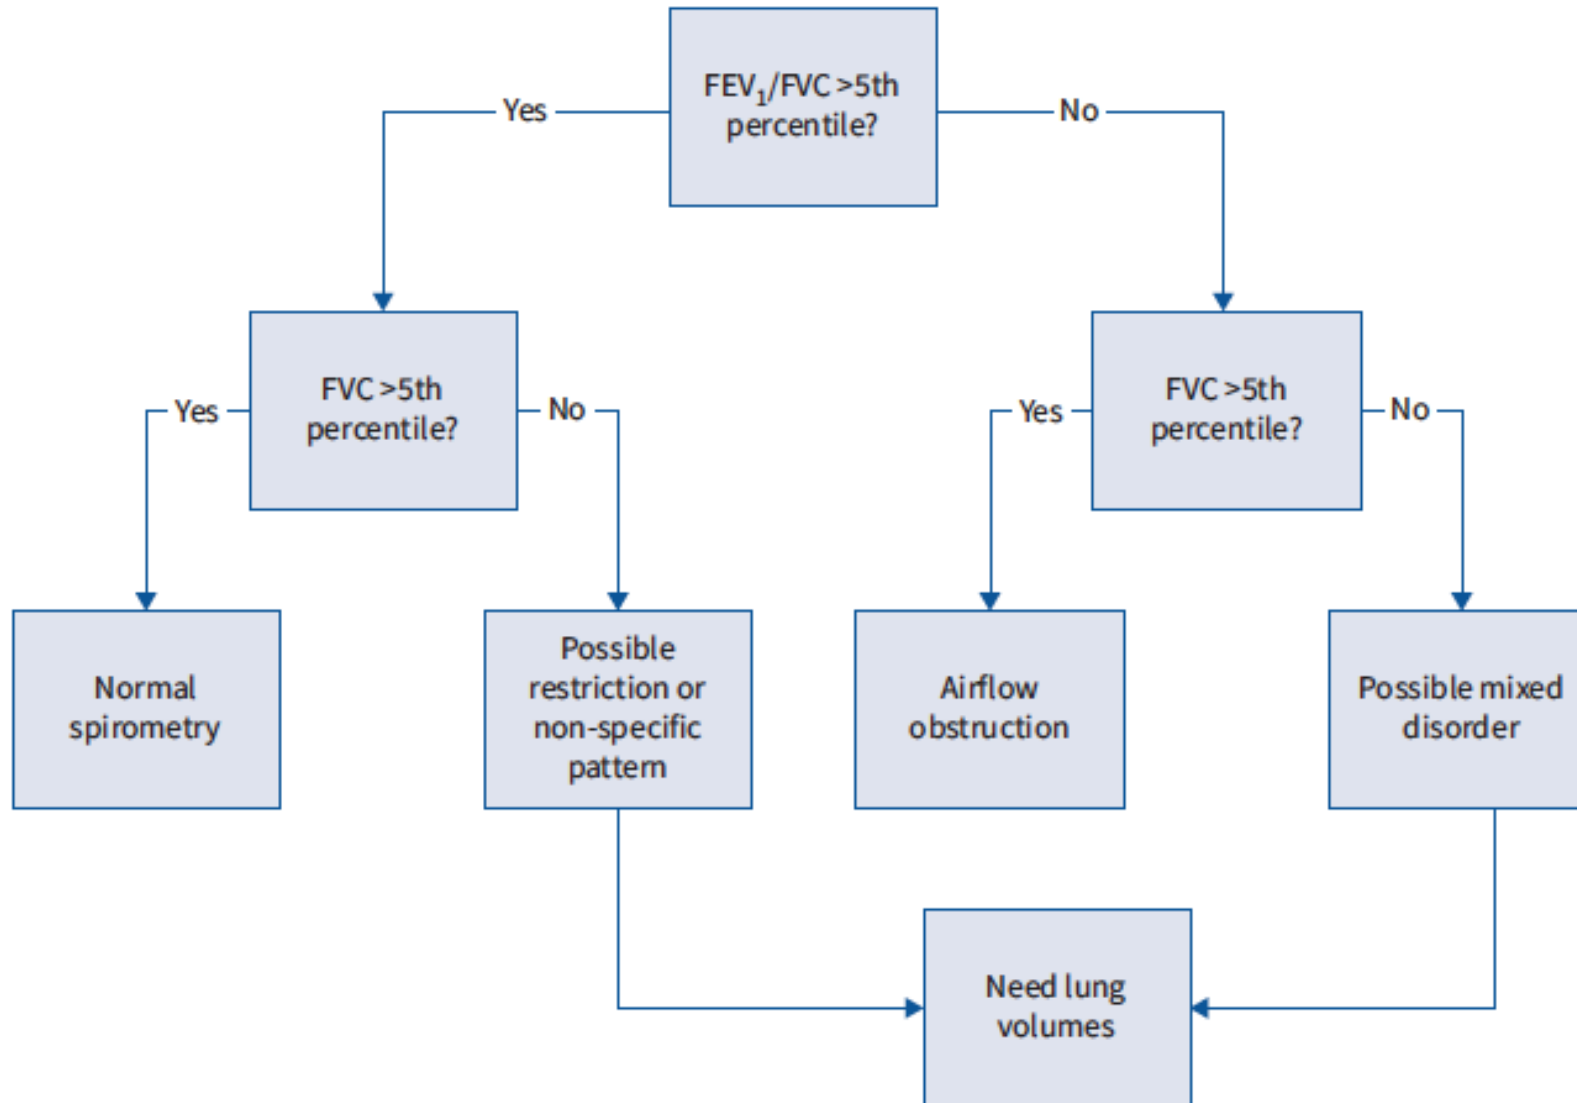 FEV₁/FVC >5th
percentile?
Yes
No
FVC >5th
percentile?
Yes
No
FVC >5th
percentile?
Yes
No
Normal
spirometry
Possible
restriction or
non-specific
pattern
Airflow
obstruction
Possible mixed
disorder
Need lung
volumes